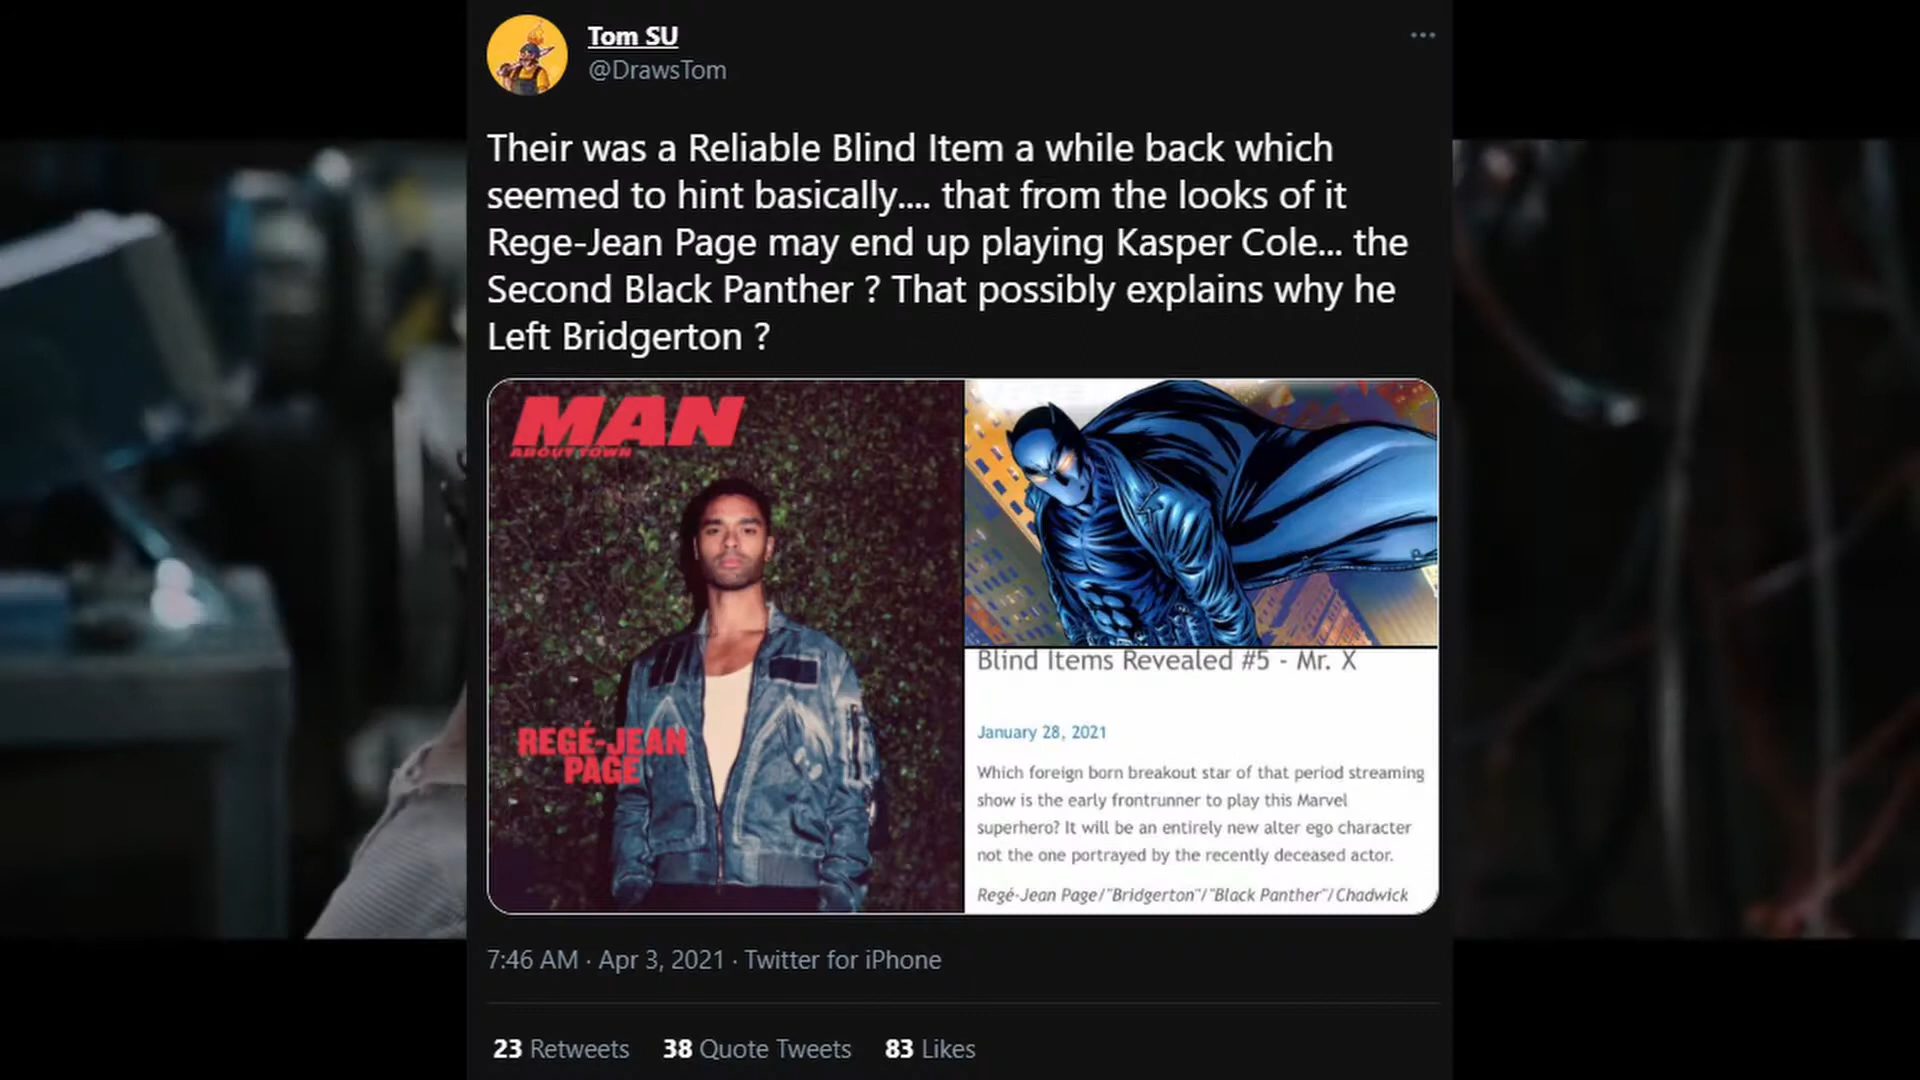 Tom SU
@DrawsTom
Their was a Reliable Blind Item a while back which
seemed to hint basically.... that from the looks of it
Rege-Jean Page may end up playing Kasper Cole... the
Second Black Panther ? That possibly explains why he
Left Bridgerton ?
MAN
ABOUT TOWN
REGÉ-JEAN
PAGE
Blind Items Revealed #5 - Mr. X
January 28, 2021
Which foreign born breakout star of that period streaming
show is the early frontrunner to play this Marvel
superhero? It will be an entirely new alter ego character
not the one portrayed by the recently deceased actor.
Regé-Jean Page/"Bridgerton"/"Black Panther"/Chadwick
7:46 AM · Apr 3, 2021 · Twitter for iPhone
23 Retweets 38 Quote Tweets 83 Likes